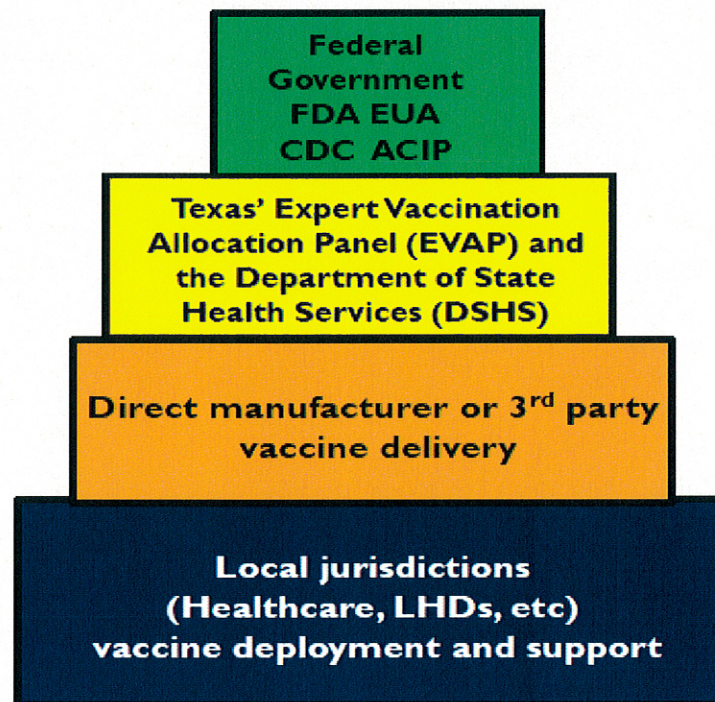 Federal
Government
FDA EUA
CDC ACIP
Texas' Expert Vaccination
Allocation Panel (EVAP) and
the Department of State
Health Services (DSHS)
Direct manufacturer or 3rd party
vaccine delivery
Local jurisdictions
(Healthcare, LHDs, etc)
vaccine deployment and support